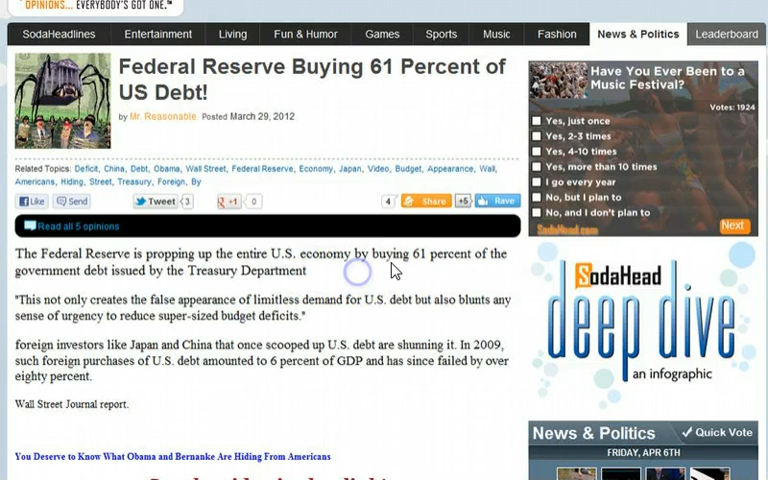 OPINIONS... EVERYBODY'S GOT ONE.™
SodaHeadlines Entertainment Living Fun & Humor Games Sports Music Fashion News & Politics Leaderboard
Federal Reserve Buying 61 Percent of
US Debt!
by Mr. Reasonable Posted March 29, 2012
Related Topics: Deficit, China, Debt, Obama, Wall Street, Federal Reserve, Economy, Japan, Video, Budget, Appearance, Wall,
Americans, Hiding, Street, Treasury, Foreign, By
Like Send Tweet 3 +1 0 4 Share +5 Rave
Read all 5 opinions
The Federal Reserve is propping up the entire U.S. economy by buying 61 percent of the
government debt issued by the Treasury Department
"This not only creates the false appearance of limitless demand for U.S. debt but also blunts any
sense of urgency to reduce super-sized budget deficits."
foreign investors like Japan and China that once scooped up U.S. debt are shunning it. In 2009,
such foreign purchases of U.S. debt amounted to 6 percent of GDP and has since failed by over
eighty percent.
Wall Street Journal report.
You Deserve to Know What Obama and Bernanke Are Hiding From Americans
Have You Ever Been to a
Music Festival?
Votes: 1924
Yes, just once
Yes, 2-3 times
Yes, 4-10 times
Yes, more than 10 times
I go every year
No, but I plan to
No, and I don't plan to
SodaHead.com Next
SodaHead
deep dive
an infographic
News & Politics Quick Vote
FRIDAY, APR 6TH